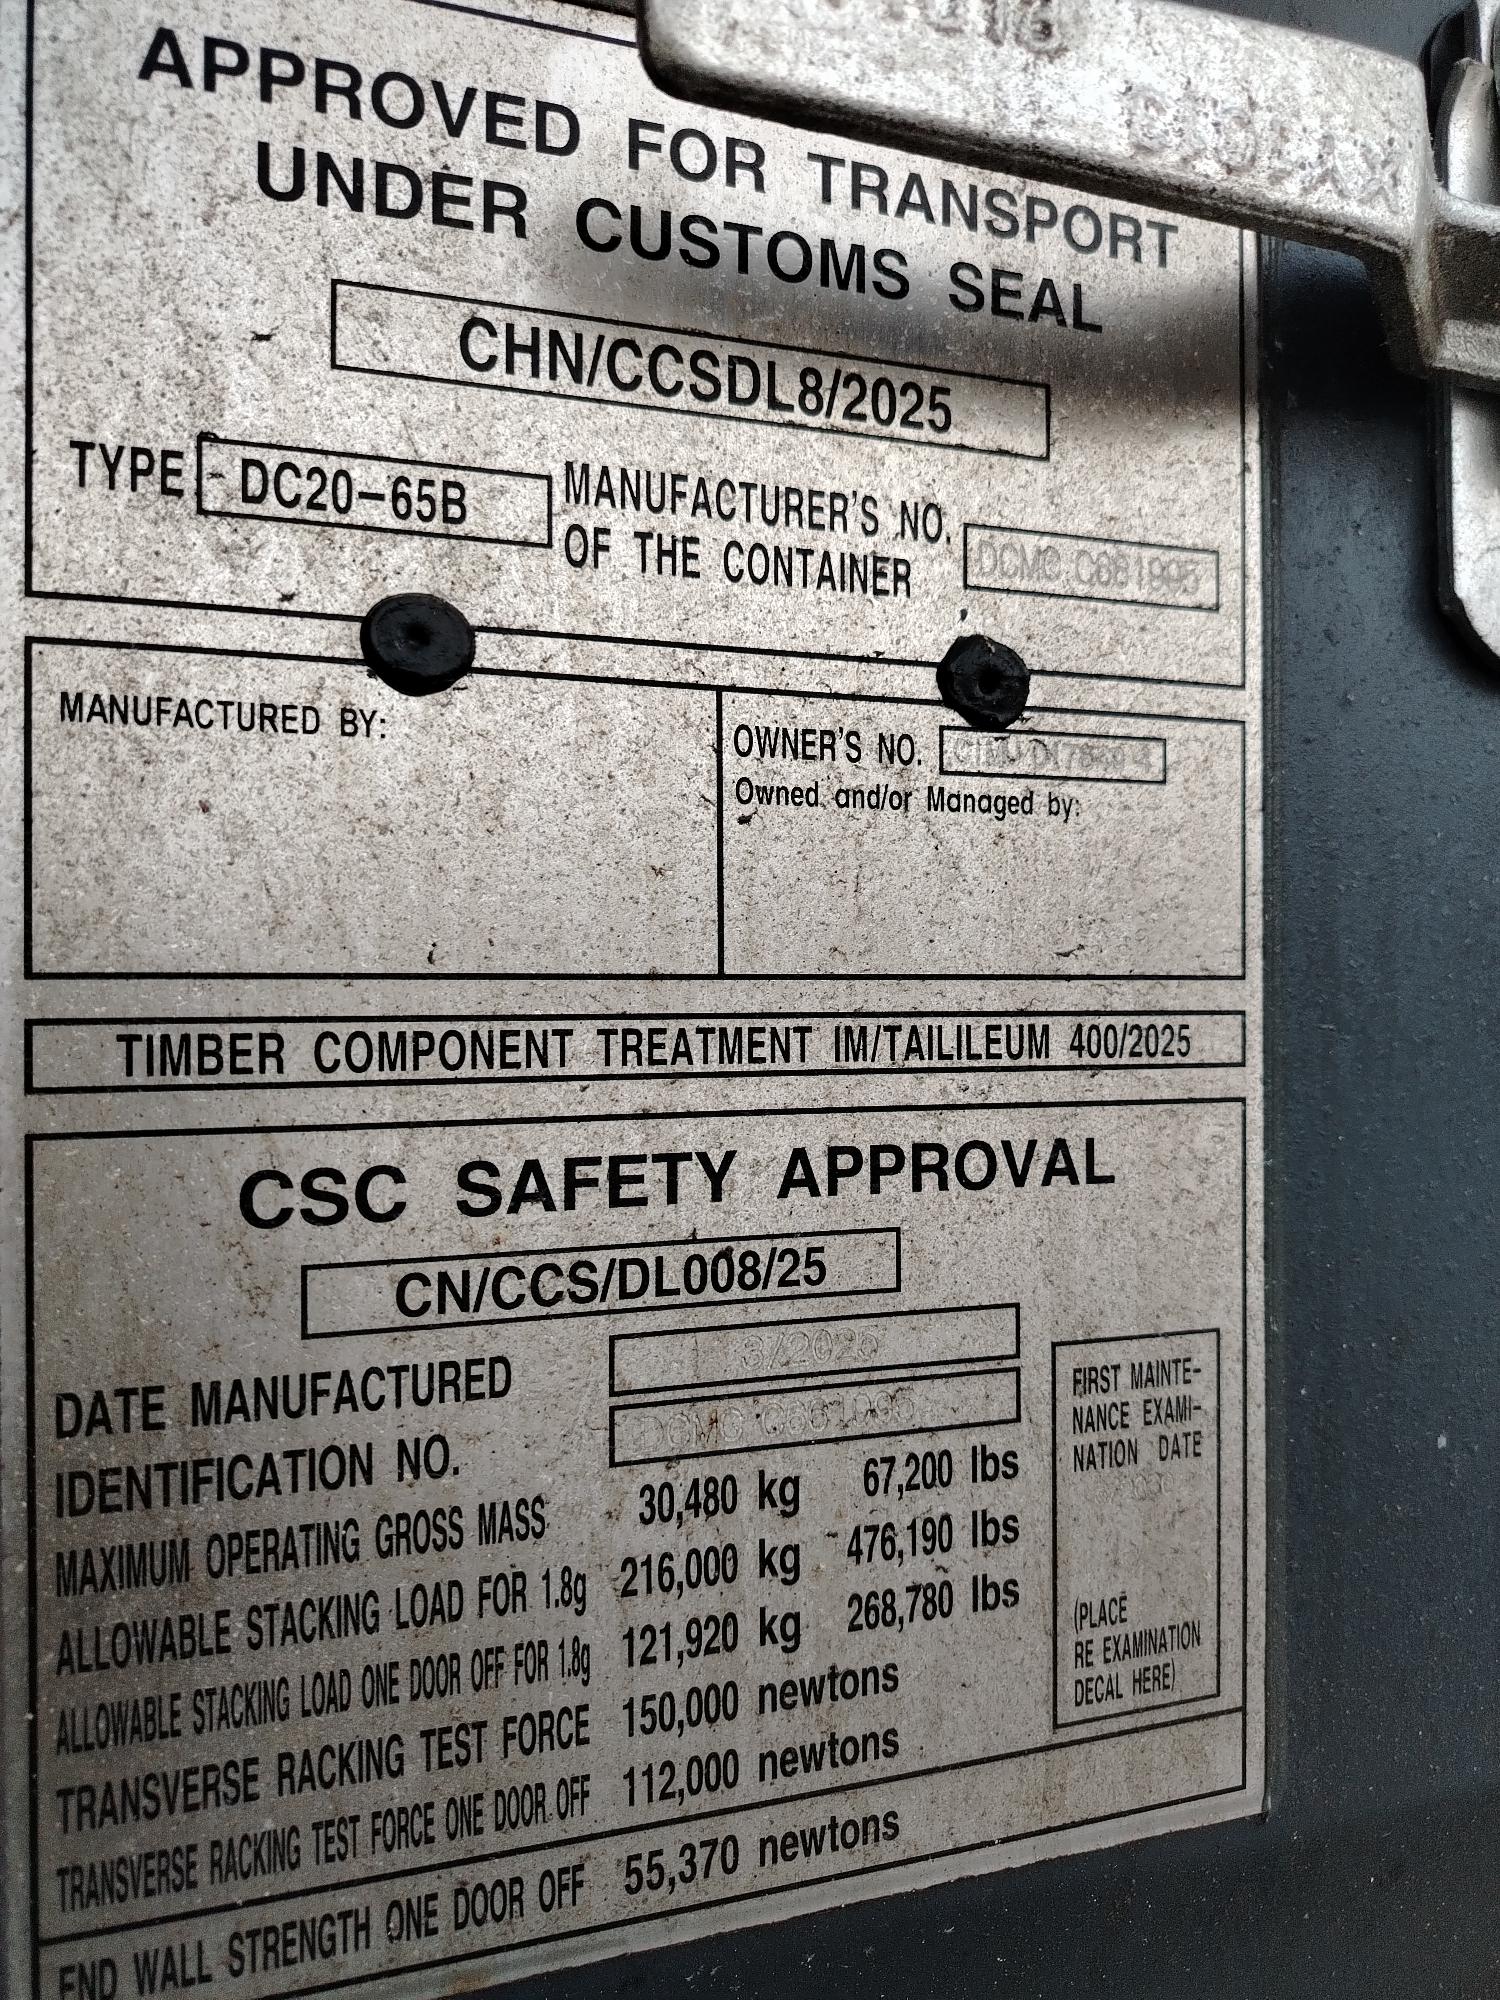 APPROVED FOR TRANSPORT
UNDER CUSTOMS SEAL
CHN/CCSDL8/2025
TYPE DC20-65B MANUFACTURER'S NO.
OF THE CONTAINER
MANUFACTURED BY:
OWNER'S NO.
Owned and/or Managed by:
TIMBER COMPONENT TREATMENT IM/TAILILEUM 400/2025
CSC SAFETY APPROVAL
CN/CCS/DL008/25
DATE MANUFACTURED
IDENTIFICATION NO.
MAXIMUM OPERATING GROSS MASS 30,480 kg 67,200 lbs
ALLOWABLE STACKING LOAD FOR 1.8g 216,000 kg 476,190 lbs
ALLOWABLE STACKING LOAD ONE DOOR OFF FOR 1.8g 121,920 kg 268,780 lbs
TRANSVERSE RACKING TEST FORCE 150,000 newtons
TRANSVERSE RACKING TEST FORCE ONE DOOR OFF 112,000 newtons
END WALL STRENGTH ONE DOOR OFF 55,370 newtons
FIRST MAINTE-
NANCE EXAMI-
NATION DATE
(PLACE
RE EXAMINATION
DECAL HERE)